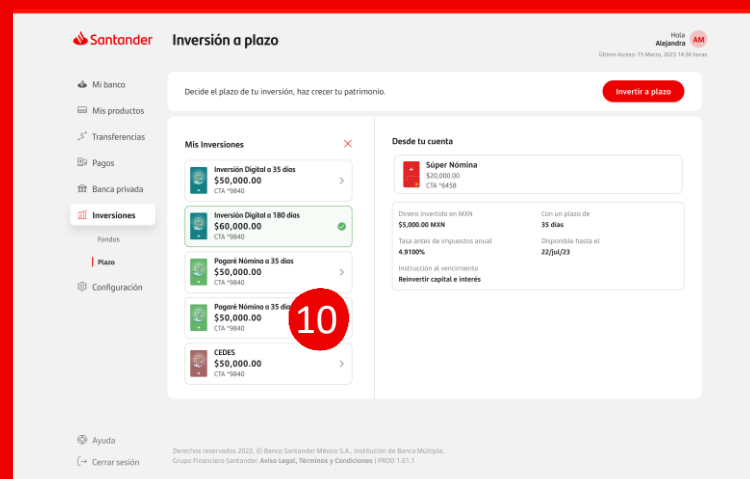 Santander
Inversión a plazo
Hola
Alejandra
AM
Último Acceso: 13 Marzo, 2023 14:36 horas
Mi banco
Mis productos
Transferencias
Pagos
Banca privada
Inversiones
Fondos
Plazo
Configuración
Ayuda
Cerrar sesión
Decide el plazo de tu inversión, haz crecer tu patrimonio.
Invertir a plazo
Mis Inversiones
Inversión Digital a 35 días
$50,000.00
CTA *9840
Inversión Digital a 180 días
$60,000.00
CTA *9840
Pagaré Nómina a 35 días
$50,000.00
CTA *9840
Pagaré Nómina a 35 días
$50,000.00
CTA *9840
10
CEDES
$50,000.00
CTA *9840
Desde tu cuenta
Súper Nómina
$20,000.00
CTA *6458
Dinero invertido en MXN
$5,000.00 MXN
Con un plazo de
35 días
Tasa antes de impuestos anual
4.9100%
Disponible hasta el
22/jul/23
Instrucción al vencimiento
Reinvertir capital e interés
Derechos reservados 2022, © Banco Santander México S.A., Institución de Banca Múltiple,
Grupo Financiero Santander. Aviso Legal, Términos y Condiciones | PROD 1.61.1